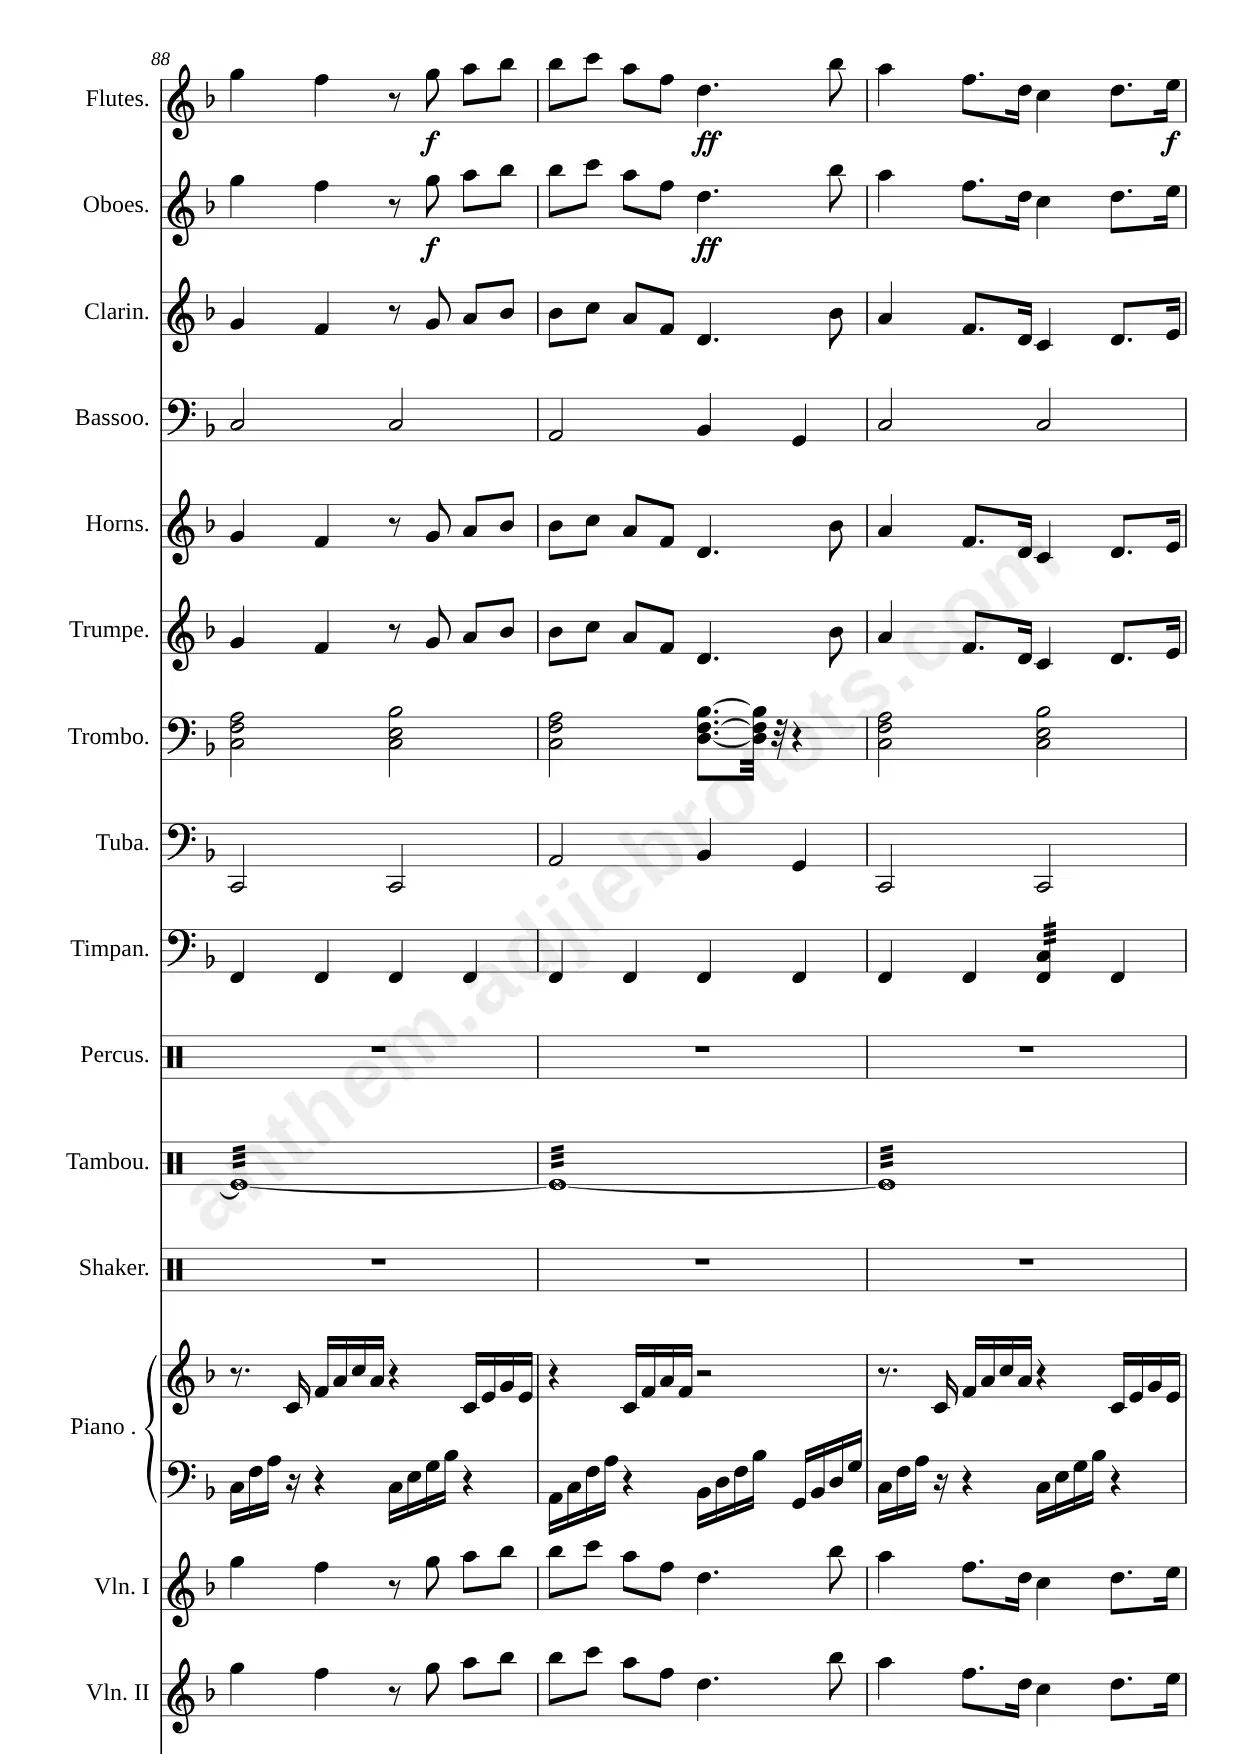 88
Flutes.
f
ff
f
Oboes.
f
ff
Clarin.
Bassoo.
Horns.
Trumpe.
Trombo.
Tuba.
Timpan.
Percus.
Tambou.
Shaker.
Piano .
Vln. I
Vln. II
anthem.adjiebrotots.com